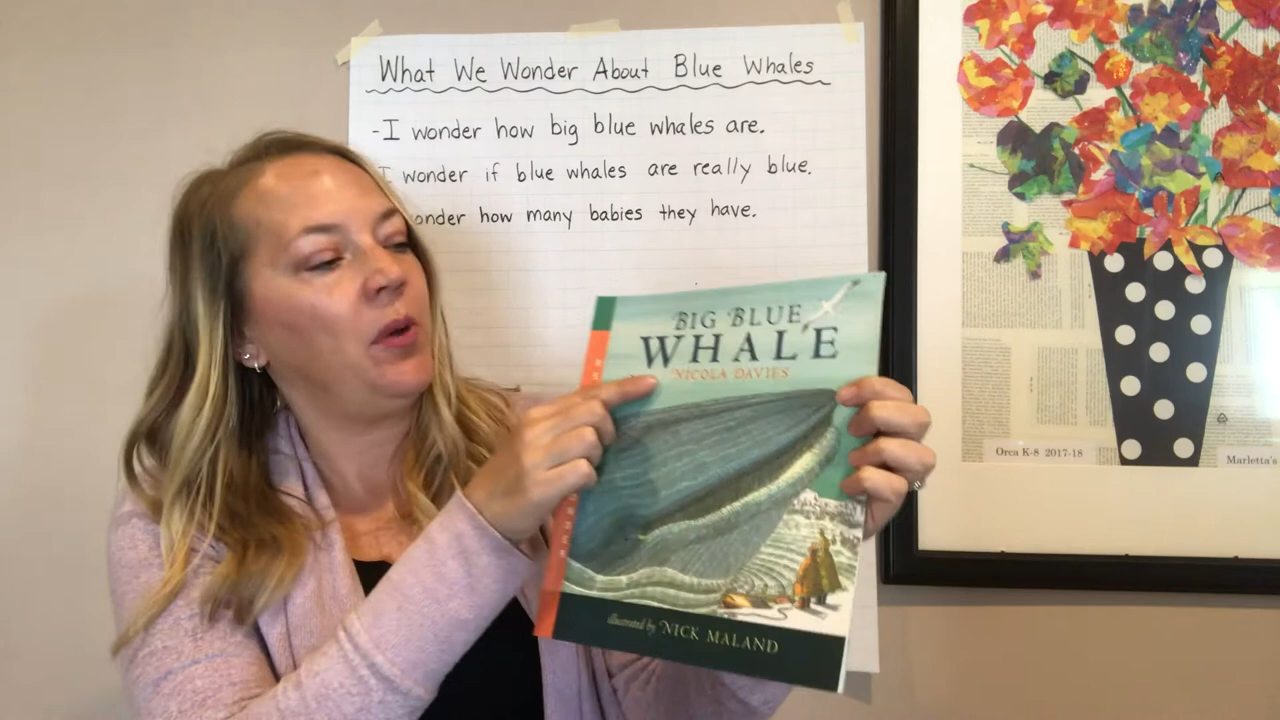 What We Wonder About Blue Whales
-I wonder how big blue whales are.
I wonder if blue whales are really blue.
wonder how many babies they have.
BIG BLUE
WHALE
NICOLA DAVIES
illustrated by NICK MALAND
Orca K-8 2017-18
Marletta's